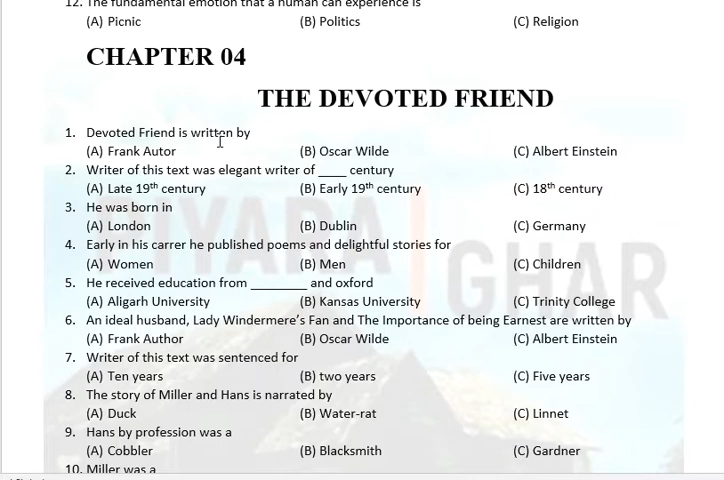 12. The fundamental emotion that a human can experience is
(A) Picnic (B) Politics (C) Religion
CHAPTER 04
THE DEVOTED FRIEND
1. Devoted Friend is written by
(A) Frank Autor (B) Oscar Wilde (C) Albert Einstein
2. Writer of this text was elegant writer of ____ century
(A) Late 19th century (B) Early 19th century (C) 18th century
3. He was born in
(A) London (B) Dublin (C) Germany
4. Early in his carrer he published poems and delightful stories for
(A) Women (B) Men (C) Children
5. He received education from ________ and oxford
(A) Aligarh University (B) Kansas University (C) Trinity College
6. An ideal husband, Lady Windermere's Fan and The Importance of being Earnest are written by
(A) Frank Author (B) Oscar Wilde (C) Albert Einstein
7. Writer of this text was sentenced for
(A) Ten years (B) two years (C) Five years
8. The story of Miller and Hans is narrated by
(A) Duck (B) Water-rat (C) Linnet
9. Hans by profession was a
(A) Cobbler (B) Blacksmith (C) Gardner
10. Miller was a
GHAR